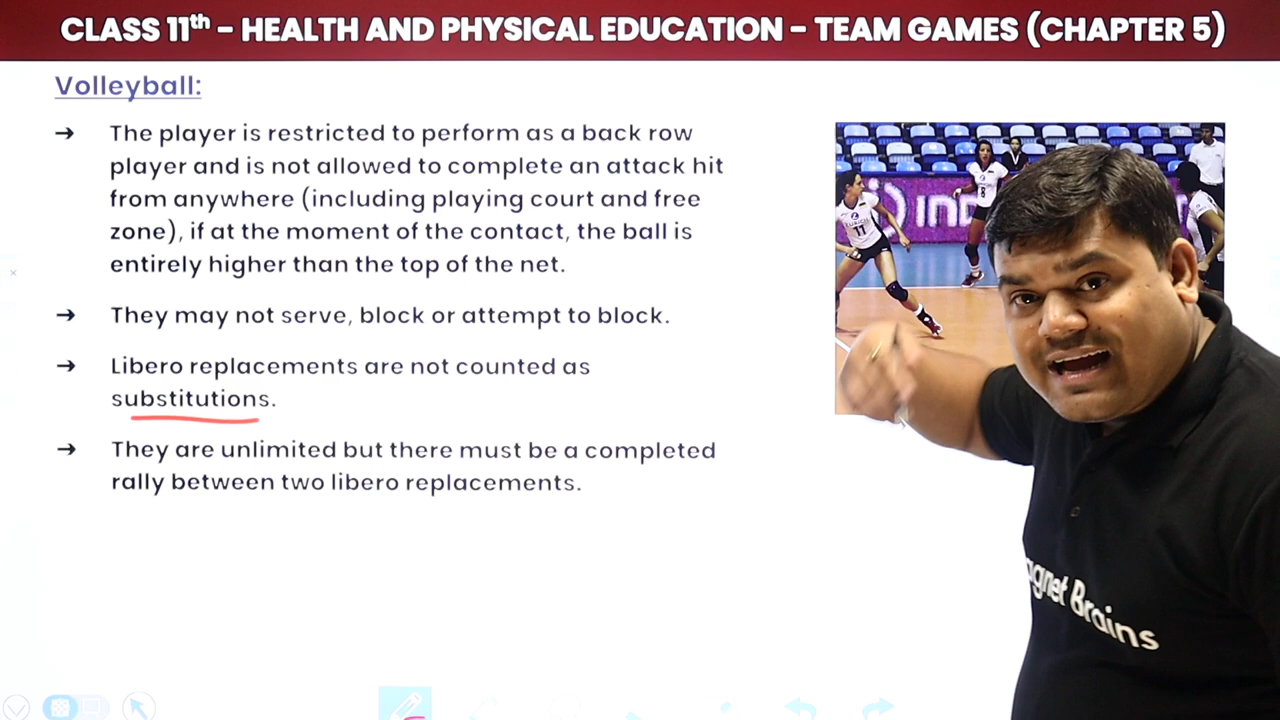 CLASS 11th – HEALTH AND PHYSICAL EDUCATION – TEAM GAMES (CHAPTER 5)
Volleyball:
→ The player is restricted to perform as a back row
player and is not allowed to complete an attack hit
from anywhere (including playing court and free
zone), if at the moment of the contact, the ball is
entirely higher than the top of the net.
→ They may not serve, block or attempt to block.
→ Libero replacements are not counted as
substitutions.
→ They are unlimited but there must be a completed
rally between two libero replacements.
11
8
Brains